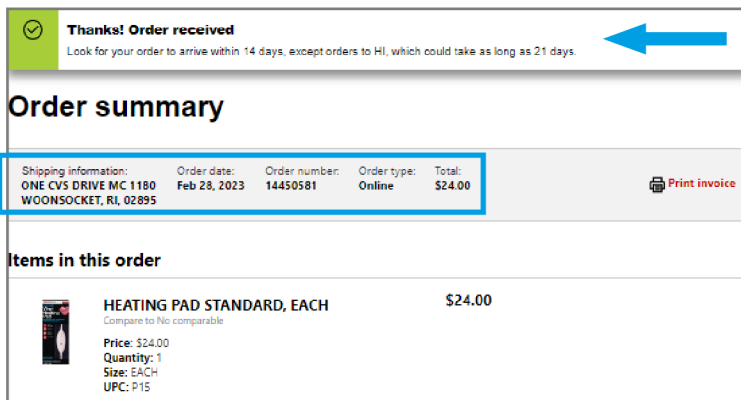 Thanks! Order received
Look for your order to arrive within 14 days, except orders to HI, which could take as long as 21 days.
Order summary
Shipping information: Order date: Order number: Order type: Total:
ONE CVS DRIVE MC 1180 Feb 28, 2023 14450581 Online $24.00
WOONSOCKET, RI, 02895
Print invoice
Items in this order
HEATING PAD STANDARD, EACH $24.00
Compare to No comparable
Price: $24.00
Quantity: 1
Size: EACH
UPC: P15